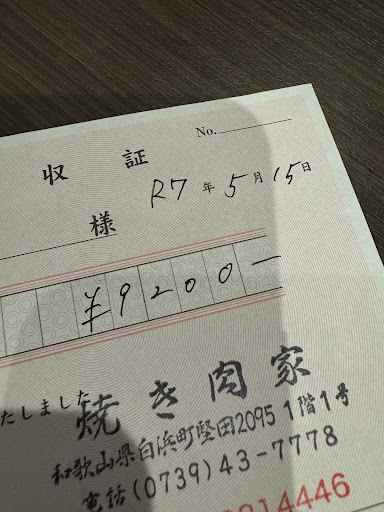 No.
収 証
R7 年 5 月 15 日
様
¥9200-
たしました
焼き肉家
和歌山県白浜町堅田2095 1階1号
電話(0739)43-7778
214446